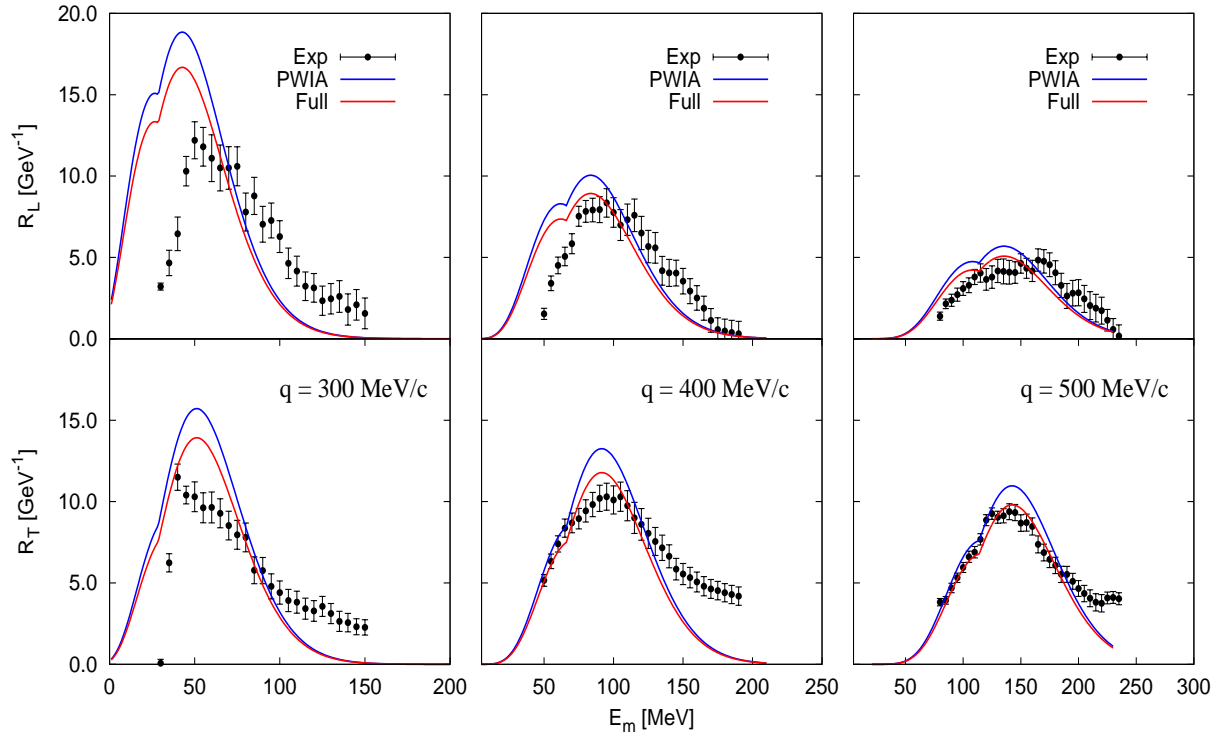 20.0
15.0
10.0
5.0
0.0
R_L [GeV^-1]
Exp
PWIA
Full
Exp
PWIA
Full
Exp
PWIA
Full
15.0
10.0
5.0
0.0
R_T [GeV^-1]
q = 300 MeV/c
q = 400 MeV/c
q = 500 MeV/c
0 50 100 150 200
50 100 150 200 250
50 100 150 200 250 300
E_m [MeV]